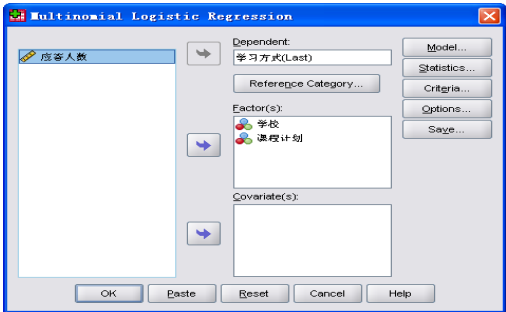 Multinomial Logistic Regression
应答人数
Dependent:
学习方式(Last)
Reference Category...
Factor(s):
学校
课程计划
Covariate(s):
Model...
Statistics...
Criteria...
Options...
Save...
OK
Paste
Reset
Cancel
Help